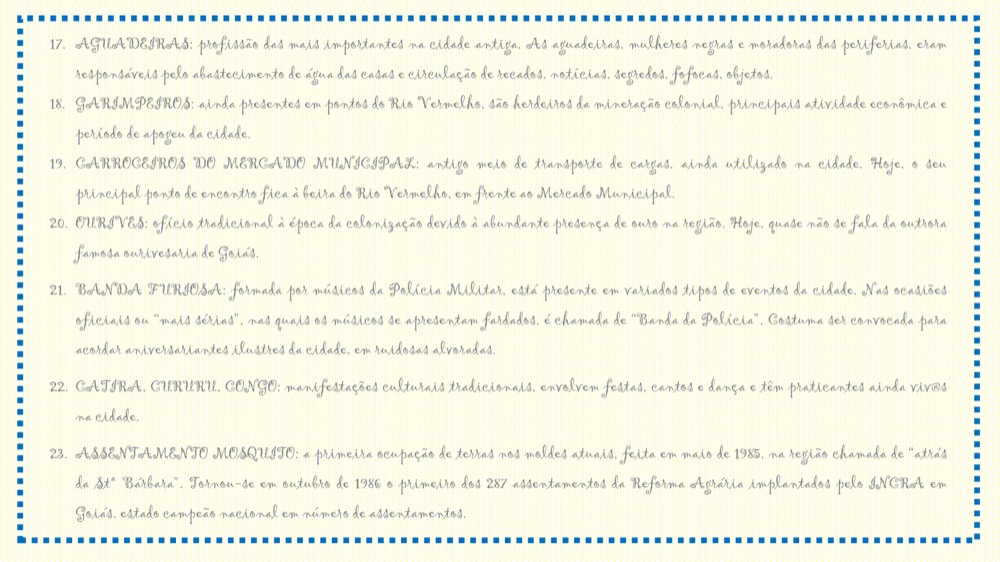 17. AGUADEIRAS: profissão das mais importantes na cidade antiga. As aguadeiras, mulheres negras e moradoras das periferias, eram
responsáveis pelo abastecimento de água das casas e circulação de recados, notícias, segredos, fofocas, objetos.
18. GARIMPEIROS: ainda presentes em pontos do Rio Vermelho, são herdeiros da mineração colonial, principais atividade econômica e
período de apogeu da cidade.
19. CARROCEIROS DO MERCADO MUNICIPAL: antigo meio de transporte de cargas, ainda utilizado na cidade. Hoje, o seu
principal ponto de encontro fica à beira do Rio Vermelho, em frente ao Mercado Municipal.
20. OURIVES: ofício tradicional à época da colonização devido à abundante presença de ouro na região. Hoje, quase não se fala da outrora
famosa ourivesaria de Goiás.
21. BANDA FURIOSA: formada por músicos da Polícia Militar, está presente em variados tipos de eventos da cidade. Nas ocasiões
oficiais ou "mais sérias", nas quais os músicos se apresentam fardados, é chamada de "Banda da Polícia". Costuma ser convocada para
acordar aniversariantes ilustres da cidade, em ruidosas alvoradas.
22. CATIRA, CURURU, CONGO: manifestações culturais tradicionais, envolvem festas, cantos e dança e têm praticantes ainda viv@s
na cidade.
23. ASSENTAMENTO MOSQUITO: a primeira ocupação de terras nos moldes atuais, feita em maio de 1985, na região chamada de "atrás
da Stª Bárbara". Tornou-se em outubro de 1986 o primeiro dos 287 assentamentos da Reforma Agrária implantados pelo INCRA em
Goiás, estado campeão nacional em número de assentamentos.